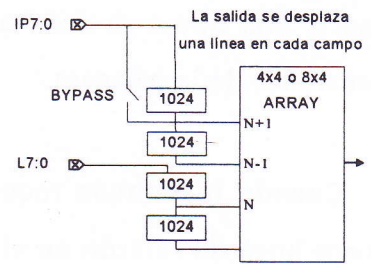 La salida se desplaza
una línea en cada campo
IP7:0
4x4 o 8x4
ARRAY
BYPASS
1024
N+1
1024
N-1
L7:0
1024
N
1024